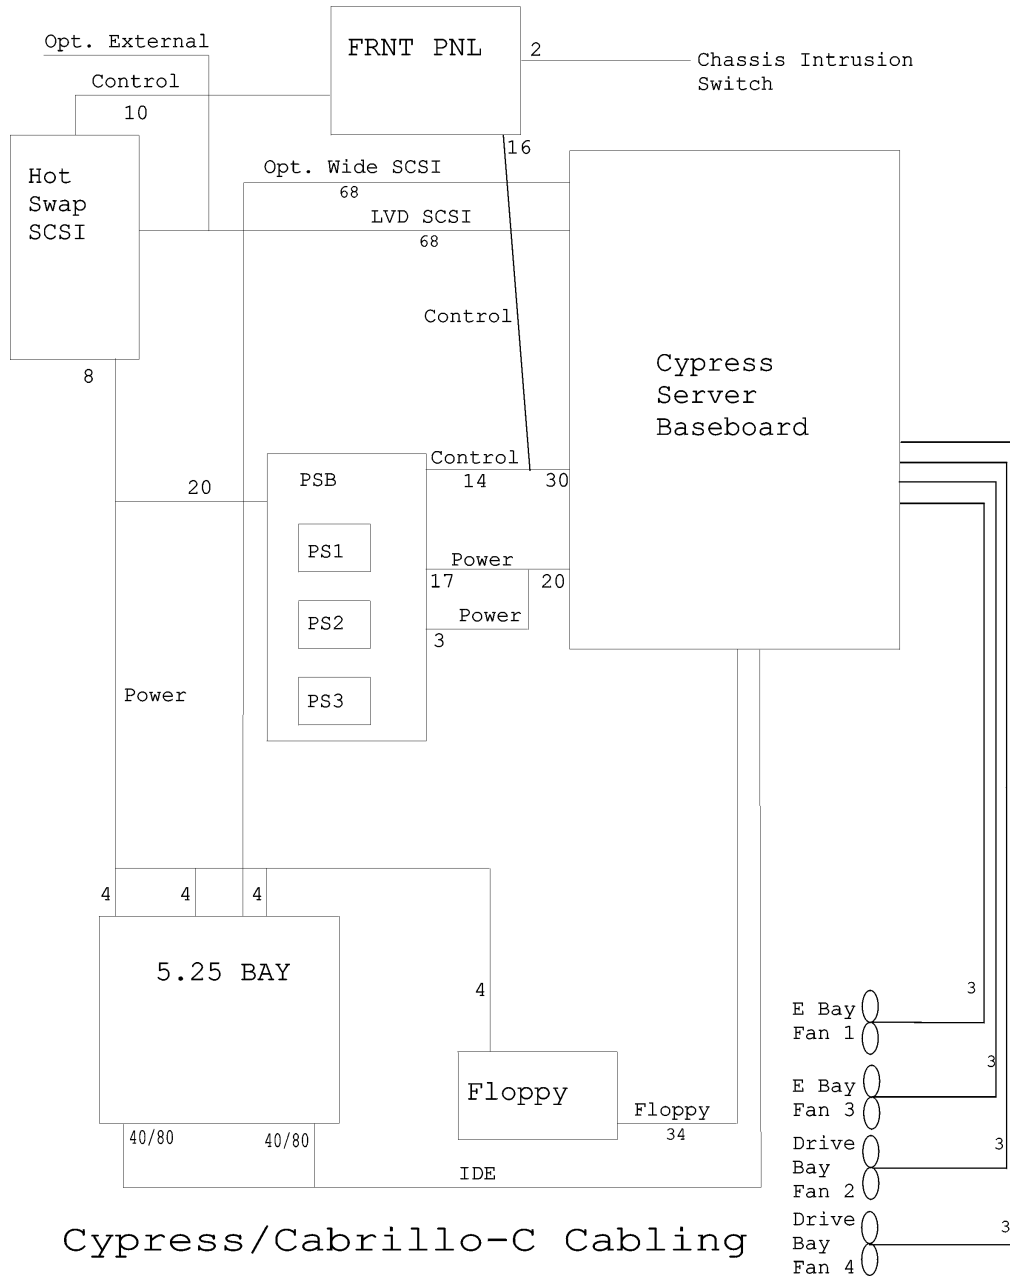 Opt. External
FRNT PNL
2
Chassis Intrusion
Switch
Control
10
16
Hot
Swap
SCSI
Opt. Wide SCSI
68
LVD SCSI
68
Control
Cypress
Server
Baseboard
8
Control
14
30
PSB
20
PS1
Power
17
20
Power
3
PS2
PS3
Power
4
4
4
5.25 BAY
4
3
E Bay
Fan 1
3
E Bay
Fan 3
Floppy
Floppy
34
40/80
40/80
IDE
3
Drive
Bay
Fan 2
3
Drive
Bay
Fan 4
Cypress/Cabrillo-C Cabling